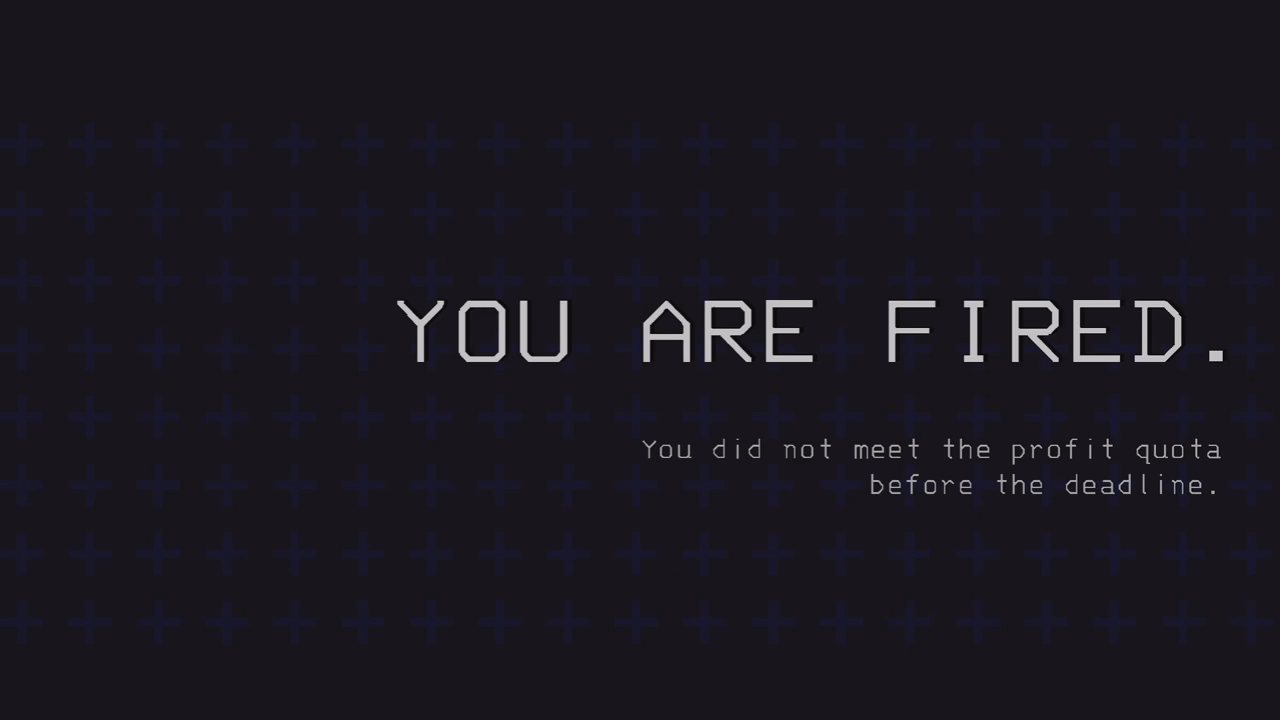 YOU ARE FIRED.
You did not meet the profit quota
before the deadline.